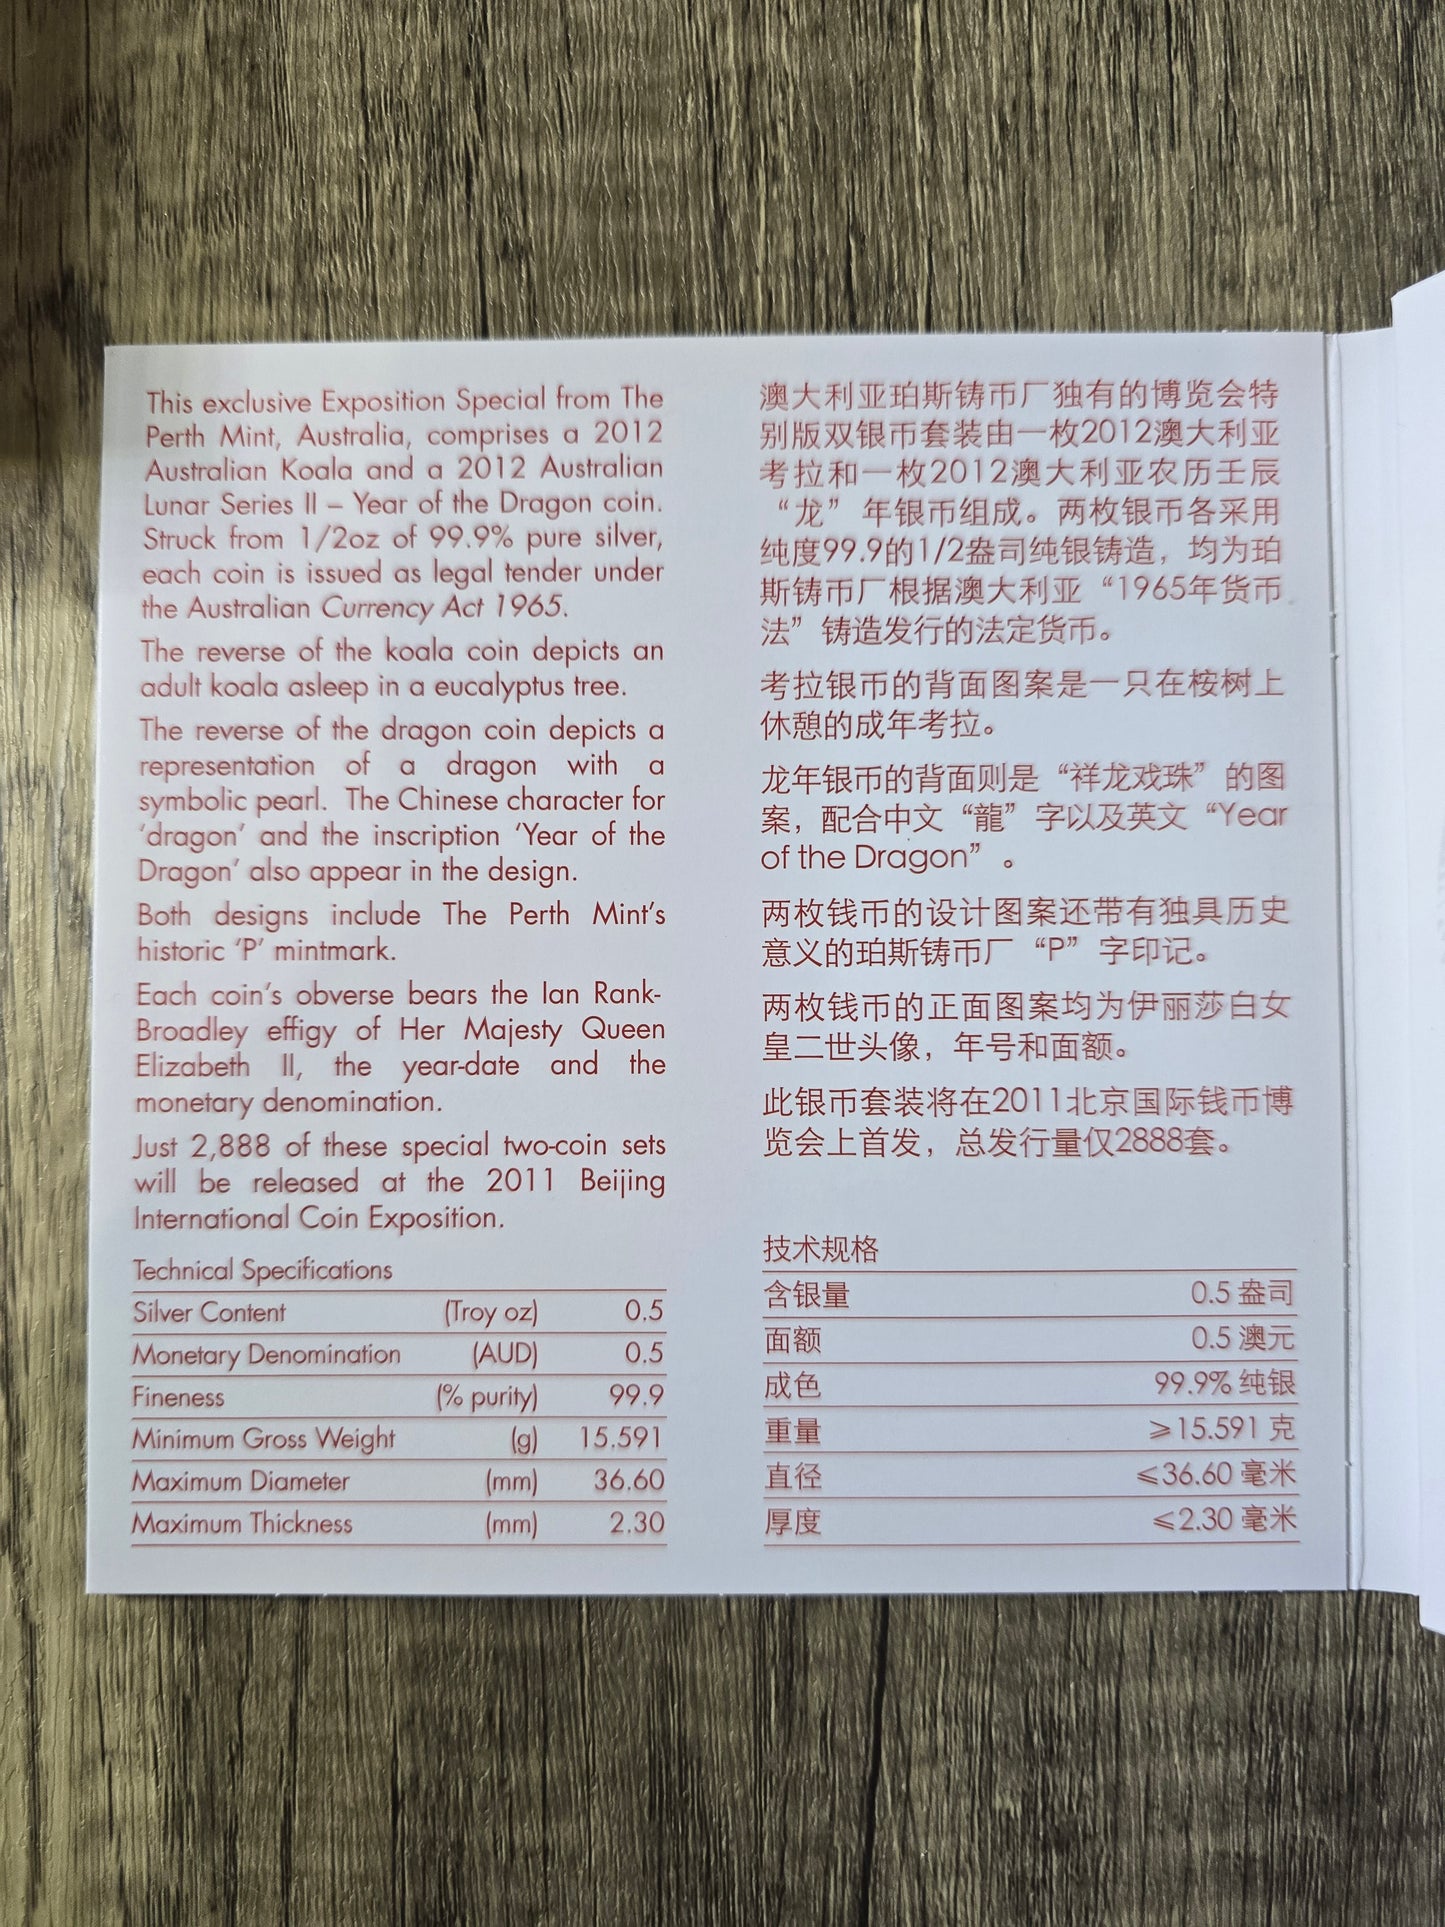 This exclusive Exposition Special from The
Perth Mint, Australia, comprises a 2012
Australian Koala and a 2012 Australian
Lunar Series II – Year of the Dragon coin.
Struck from 1/2oz of 99.9% pure silver,
each coin is issued as legal tender under
the Australian Currency Act 1965.
The reverse of the koala coin depicts an
adult koala asleep in a eucalyptus tree.
The reverse of the dragon coin depicts a
representation of a dragon with a
symbolic pearl. The Chinese character for
‘dragon’ and the inscription ‘Year of the
Dragon’ also appear in the design.
Both designs include The Perth Mint’s
historic ‘P’ mintmark.
Each coin’s obverse bears the Ian Rank-
Broadley effigy of Her Majesty Queen
Elizabeth II, the year-date and the
monetary denomination.
Just 2,888 of these special two-coin sets
will be released at the 2011 Beijing
International Coin Exposition.
Technical Specifications
Silver Content (Troy oz) 0.5
Monetary Denomination (AUD) 0.5
Fineness (% purity) 99.9
Minimum Gross Weight (g) 15.591
Maximum Diameter (mm) 36.60
Maximum Thickness (mm) 2.30
澳大利亚珀斯铸币厂独有的博览会特
别版双银币套装由一枚2012澳大利亚
考拉和一枚2012澳大利亚农历壬辰
“龙” 年银币组成。两枚银币各采用
纯度99.9的1/2盎司纯银铸造，均为珀
斯铸币厂根据澳大利亚“1965年货币
法”铸造发行的法定货币。
考拉银币的背面图案是一只在桉树上
休憩的成年考拉。
龙年银币的背面则是“祥龙戏珠”的图
案，配合中文“龍”字以及英文“Year
of the Dragon” 。
两枚钱币的设计图案还带有独具历史
意义的珀斯铸币厂“P”字印记。
两枚钱币的正面图案均为伊丽莎白女
皇二世头像，年号和面额。
此银币套装将在2011北京国际钱币博
览会上首发，总发行量仅2888套。
技术规格
含银量 0.5 盎司
面额 0.5 澳元
成色 99.9% 纯银
重量 ⩾15.591 克
直径 ⩽36.60 毫米
厚度 ⩽2.30 毫米